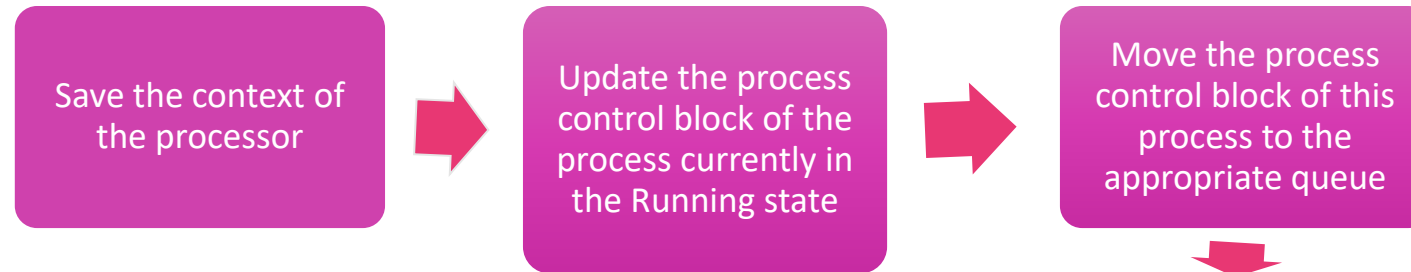 Save the context of
the processor
Update the process
control block of the
process currently in
the Running state
Move the process
control block of this
process to the
appropriate queue